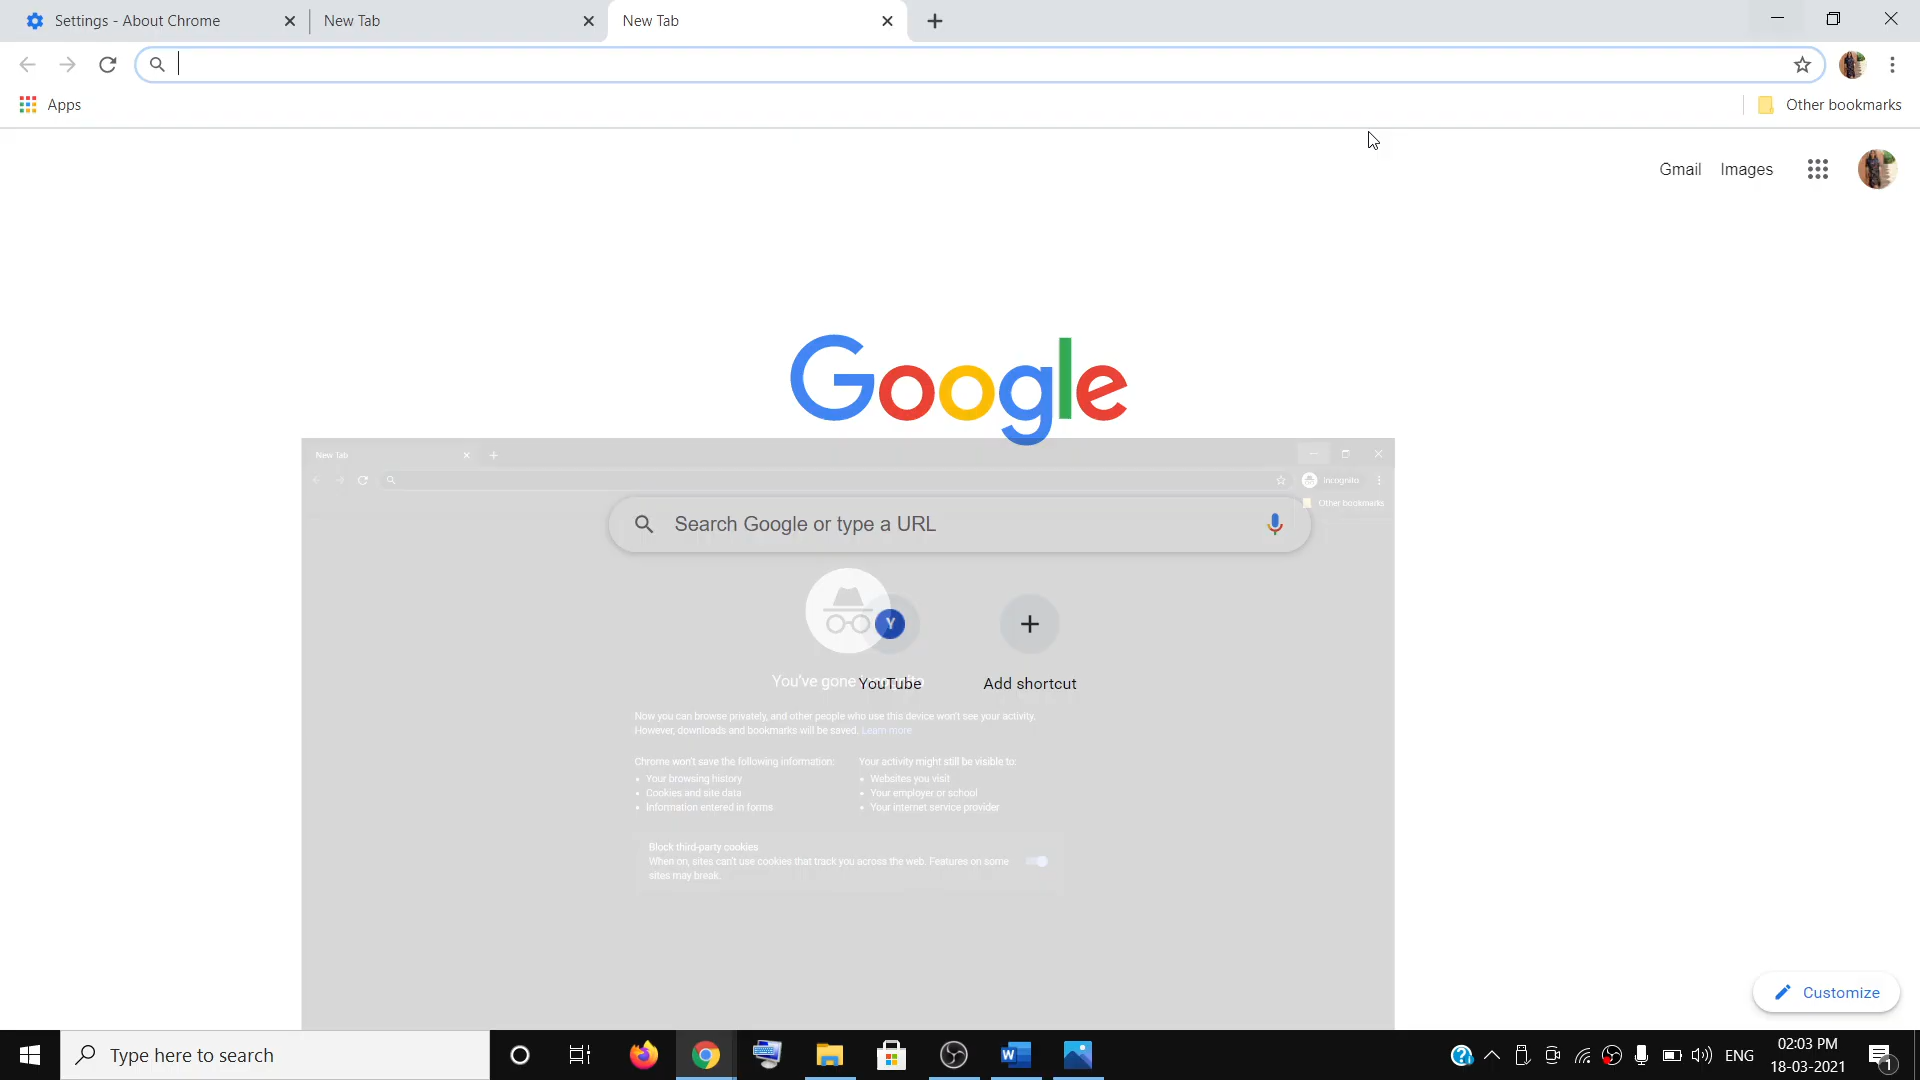 Settings - About Chrome
New Tab
New Tab
Apps
Other bookmarks
Gmail Images
Google
New Tab
Incognito
Other bookmarks
Search Google or type a URL
Y
You've gone
YouTube
Add shortcut
Now you can browse privately, and other people who use this device won't see your activity.
However, downloads and bookmarks will be saved. Learn more
Chrome won't save the following information:
• Your browsing history
• Cookies and site data
• Information entered in forms
Your activity might still be visible to:
• Websites you visit
• Your employer or school
• Your internet service provider
Block third-party cookies
When on, sites can't use cookies that track you across the web. Features on some
sites may break.
Customize
Type here to search
W
ENG
02:03 PM
18-03-2021
1